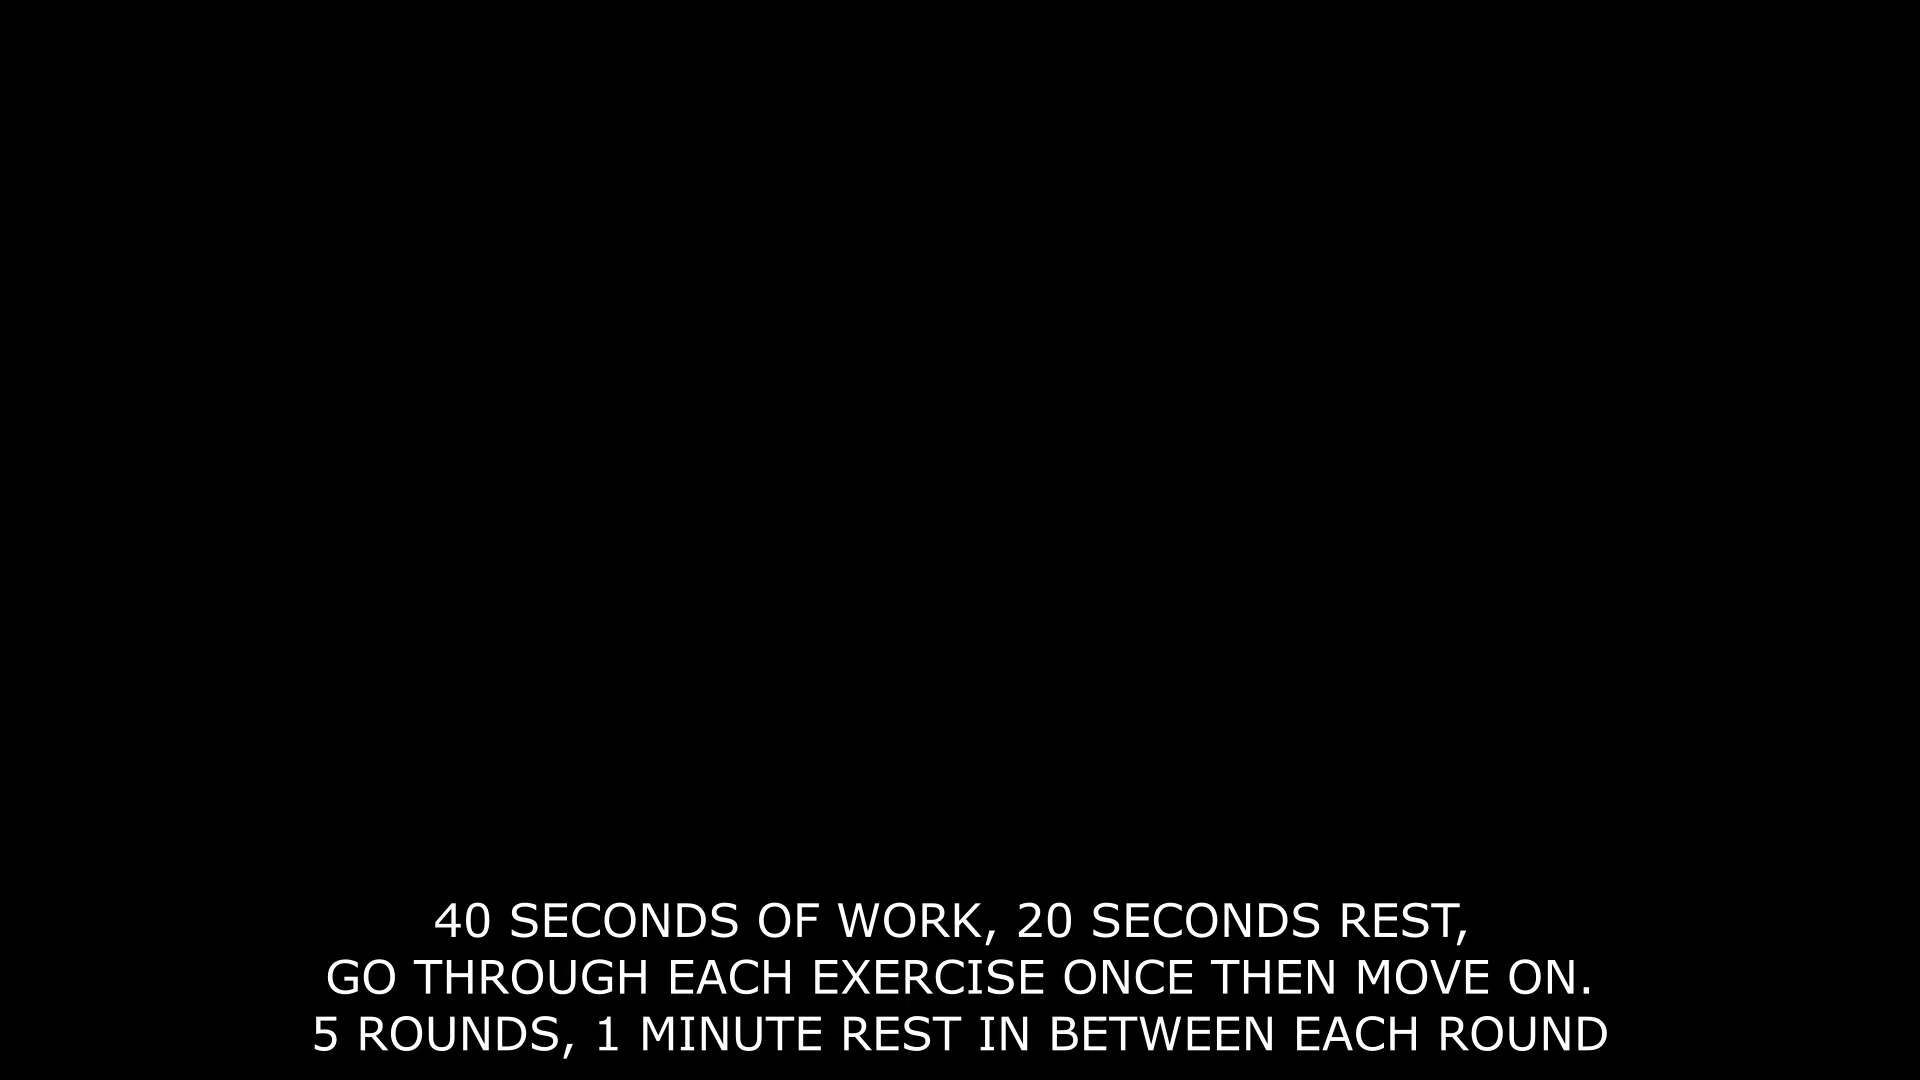 40 SECONDS OF WORK, 20 SECONDS REST,
GO THROUGH EACH EXERCISE ONCE THEN MOVE ON.
5 ROUNDS, 1 MINUTE REST IN BETWEEN EACH ROUND